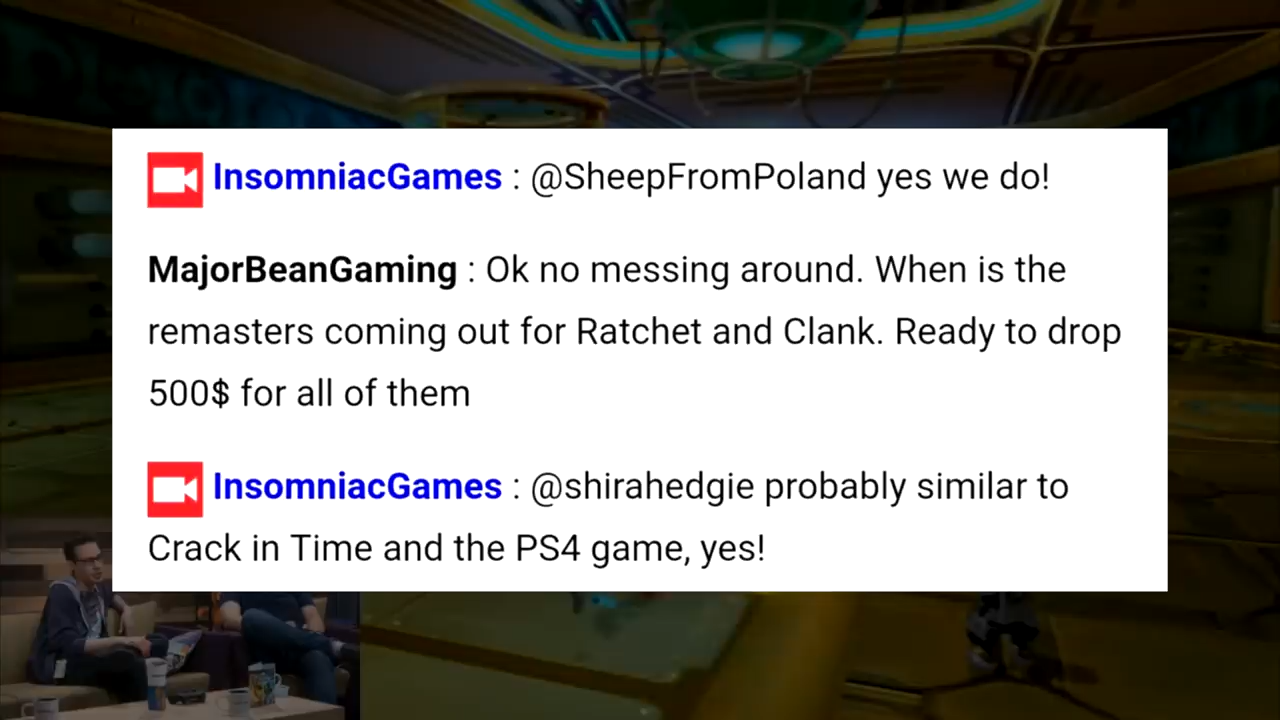 InsomniacGames : @SheepFromPoland yes we do!
MajorBeanGaming : Ok no messing around. When is the
remasters coming out for Ratchet and Clank. Ready to drop
500$ for all of them
InsomniacGames : @shirahedgie probably similar to
Crack in Time and the PS4 game, yes!